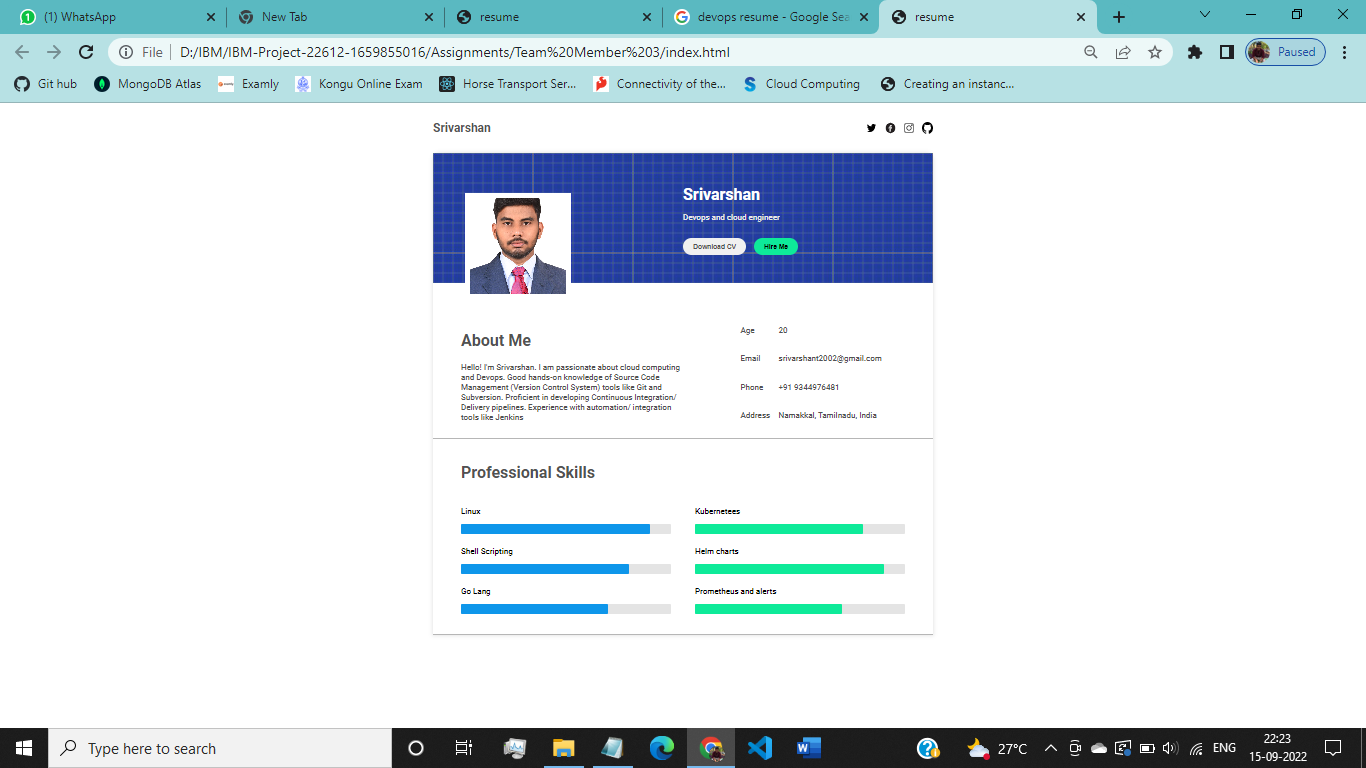 (1) WhatsApp
New Tab
resume
devops resume - Google Sea
resume
File
D:/IBM/IBM-Project-22612-1659855016/Assignments/Team%20Member%203/index.html
Paused
Git hub
MongoDB Atlas
Examly
Kongu Online Exam
Horse Transport Ser...
Connectivity of the...
Cloud Computing
Creating an instanc...
Srivarshan
Srivarshan
Devops and cloud engineer
Download CV
Hire Me
About Me
Hello! I'm Srivarshan. I am passionate about cloud computing
and Devops. Good hands-on knowledge of Source Code
Management (Version Control System) tools like Git and
Subversion. Proficient in developing Continuous Integration/
Delivery pipelines. Experience with automation/ integration
tools like Jenkins
Age 20
Email srivarshant2002@gmail.com
Phone +91 9344976481
Address Namakkal, Tamilnadu, India
Professional Skills
Linux
Shell Scripting
Go Lang
Kubernetees
Helm charts
Prometheus and alerts
Type here to search
27°C
ENG
22:23
15-09-2022